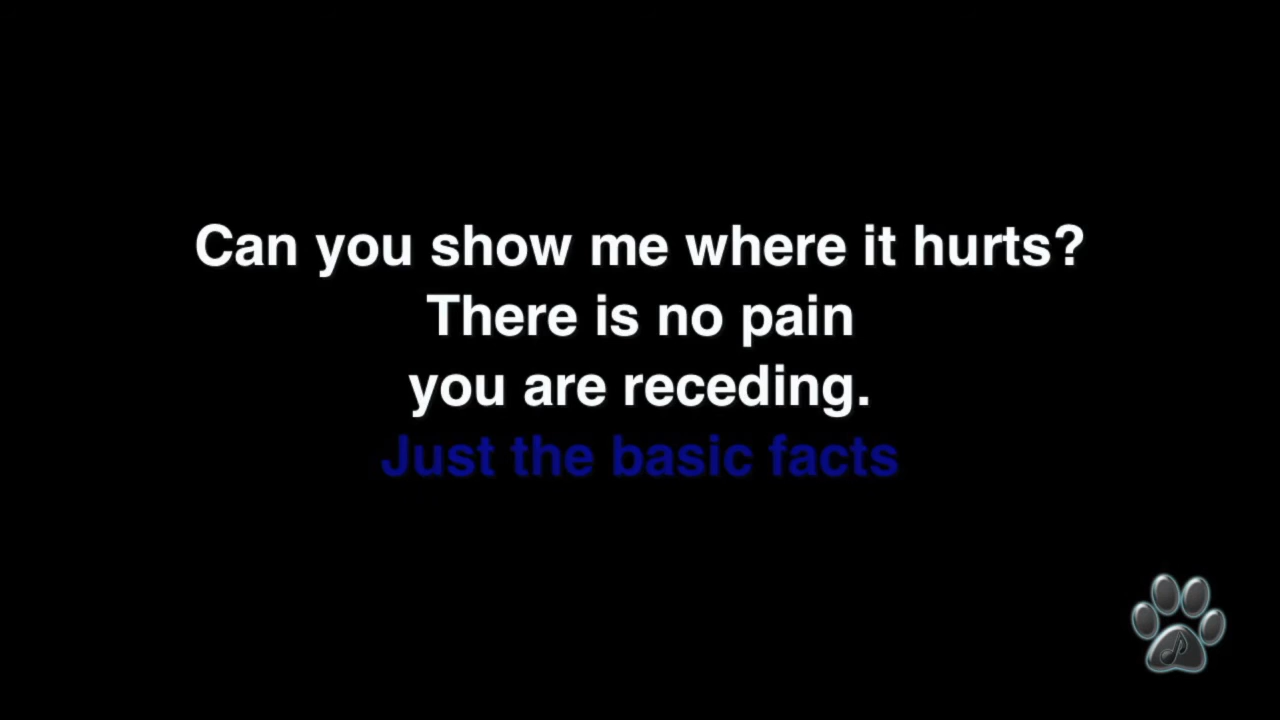 Can you show me where it hurts?
There is no pain
you are receding.
Just the basic facts